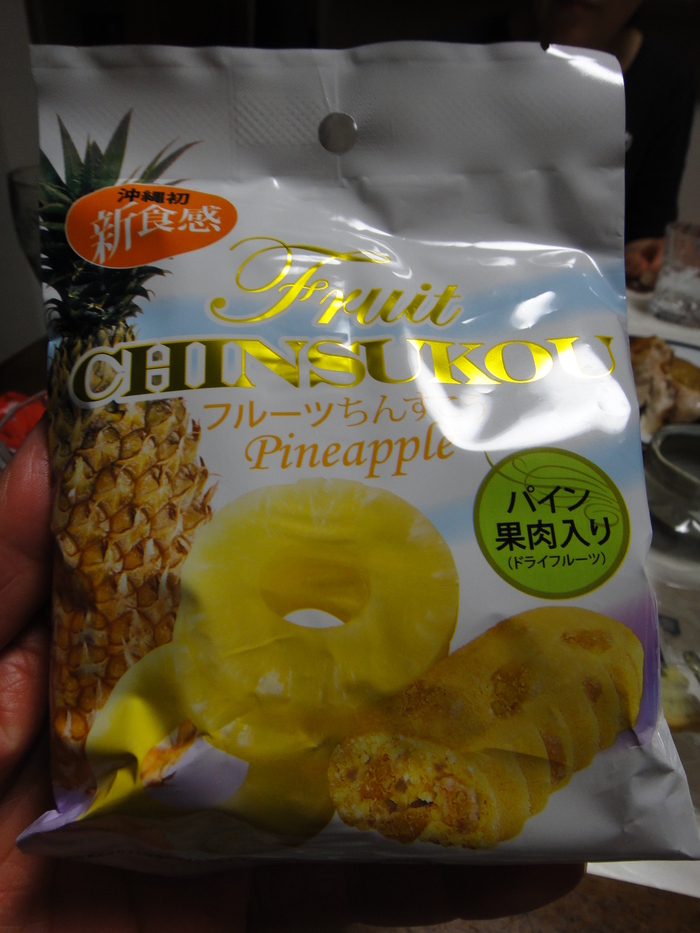 沖縄初
新食感
Fruit
CHINSUKOU
フルーツちんすこう
Pineapple
パイン
果肉入り
(ドライフルーツ)